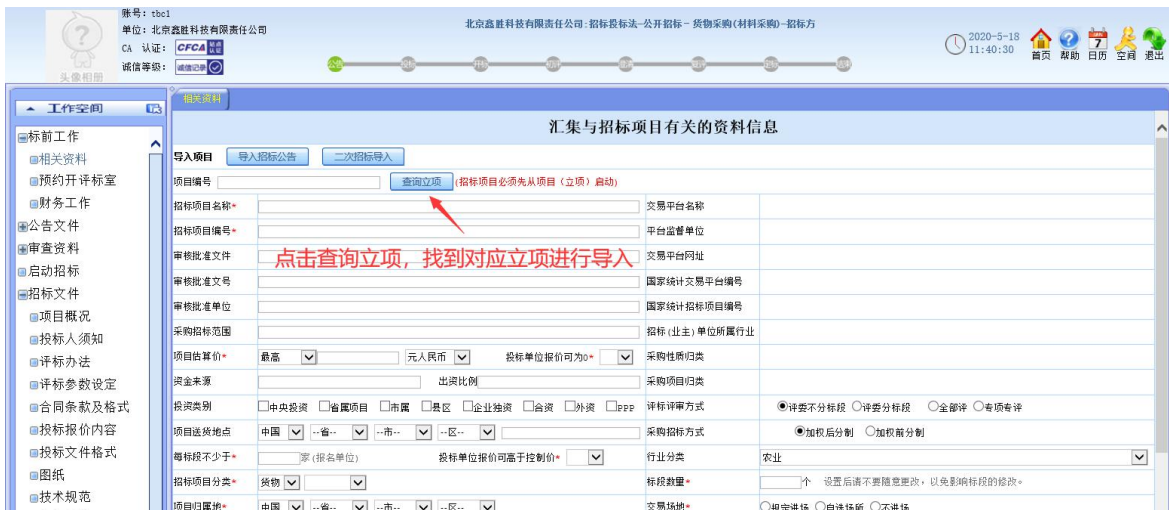 账号: tbc1
单位: 北京鑫胜科技有限责任公司
CA 认证: CFCA
诚信等级: 诚信记录
头像相册
北京鑫胜科技有限责任公司:招标投标法-公开招标- 货物采购(材料采购)-招标方
公告
2020-5-18
11:40:30
首页 帮助 日历 空间 退出
7
工作空间
相关资料
标前工作
相关资料
预约开评标室
财务工作
公告文件
审查资料
启动招标
招标文件
项目概况
投标人须知
评标办法
评标参数设定
合同条款及格式
投标报价内容
投标文件格式
图纸
技术规范
汇集与招标项目有关的资料信息
导入项目 导入招标公告 二次招标导入
项目编号 查询立项 (招标项目必须先从项目（立项）启动)
招标项目名称* 交易平台名称
招标项目编号* 平台监督单位
审核批准文件 交易平台网址
点击查询立项，找到对应立项进行导入
审核批准文号 国家统计交易平台编号
审核批准单位 国家统计招标项目编号
采购招标范围 招标(业主)单位所属行业
项目估算价* 最高 元人民币 投标单位报价可为0* 采购性质归类
资金来源 出资比例 采购项目归类
投资类别 中央投资 省属项目 市属 县区 企业独资 合资 外资 PPP 评标评审方式 评委不分标段 评委分标段 全部评 专项专评
项目送货地点 中国 --省-- --市-- --区-- 采购招标方式 加权后分制 加权前分制
每标段不少于* 家(报名单位) 投标单位报价可高于控制价* 行业分类 农业
招标项目分类* 货物 标段数量* 个 设置后请不要随意更改，以免影响标段的修改。
项目归属地* 中国 --省-- --市-- --区-- 交易场地* 规定进场 自选场所 不进场